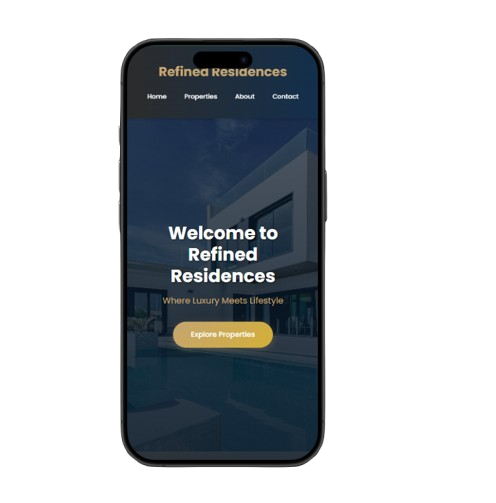 Refined Residences
Home Properties About Contact
Welcome to
Refined
Residences
Where Luxury Meets Lifestyle
Explore Properties